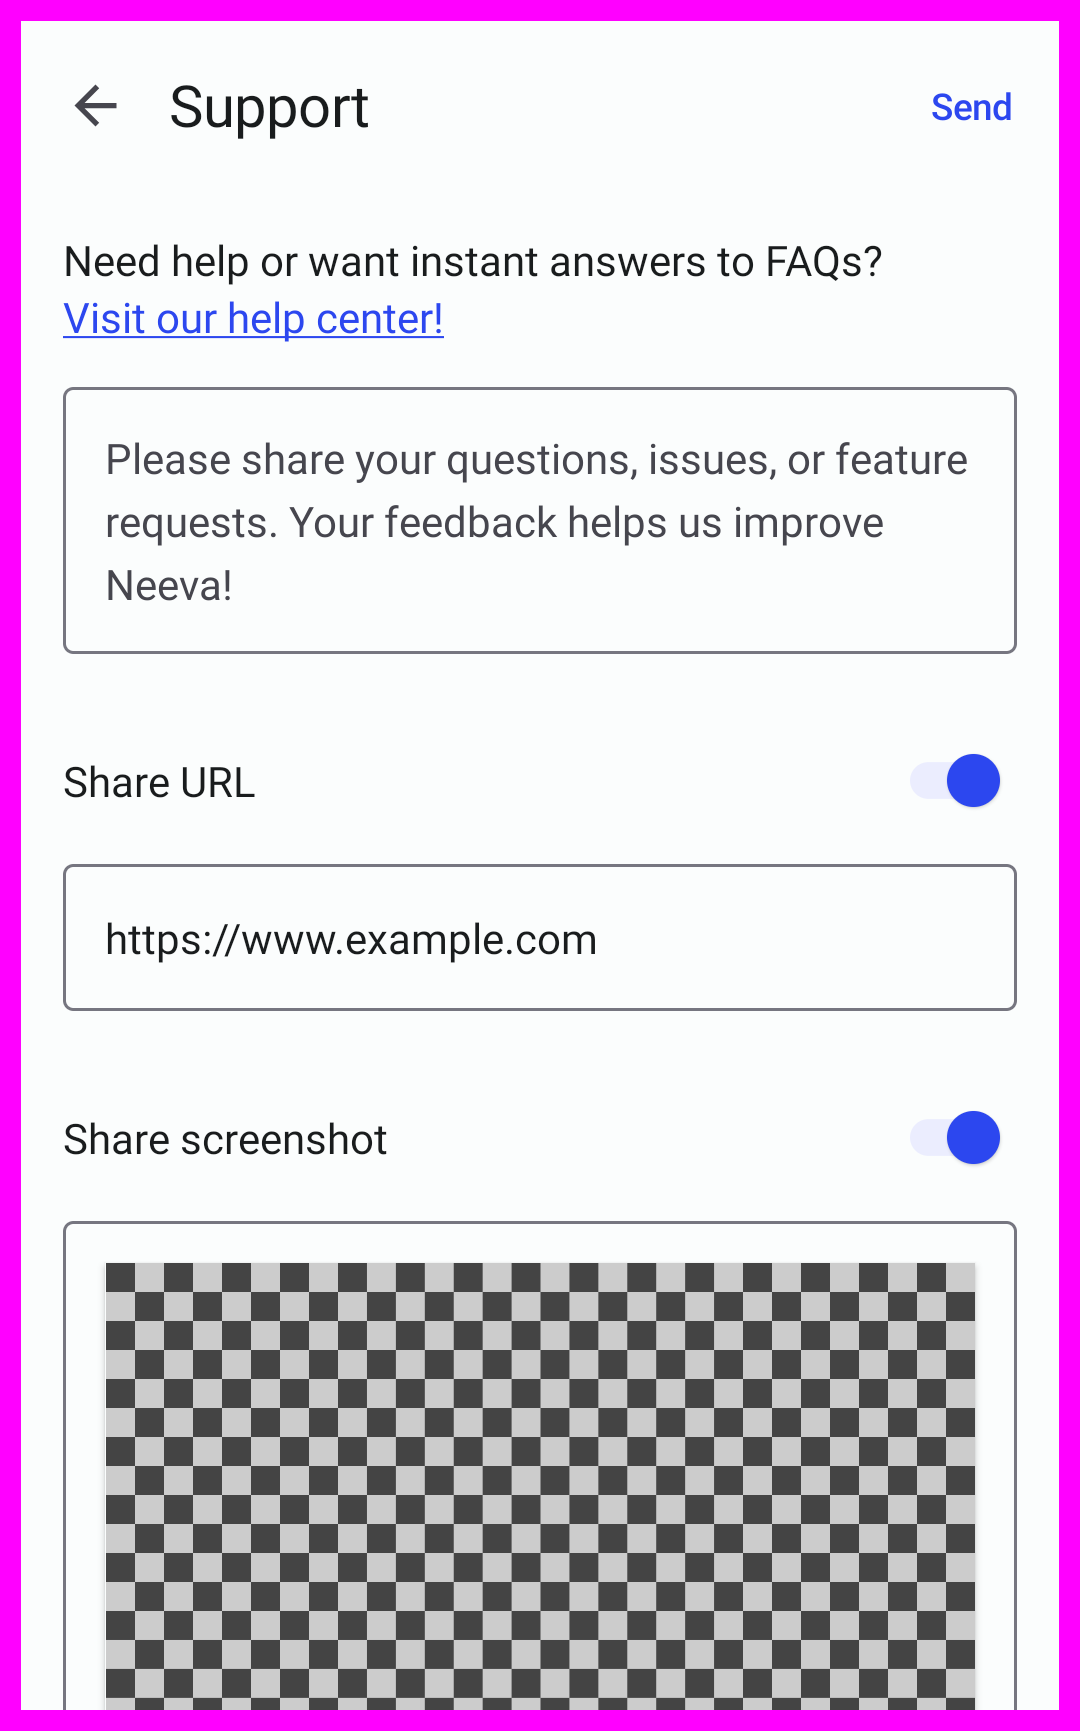 Support
Send
Need help or want instant answers to FAQs?
Visit our help center!
Please share your questions, issues, or feature
requests. Your feedback helps us improve
Neeva!
Share URL
https://www.example.com
Share screenshot